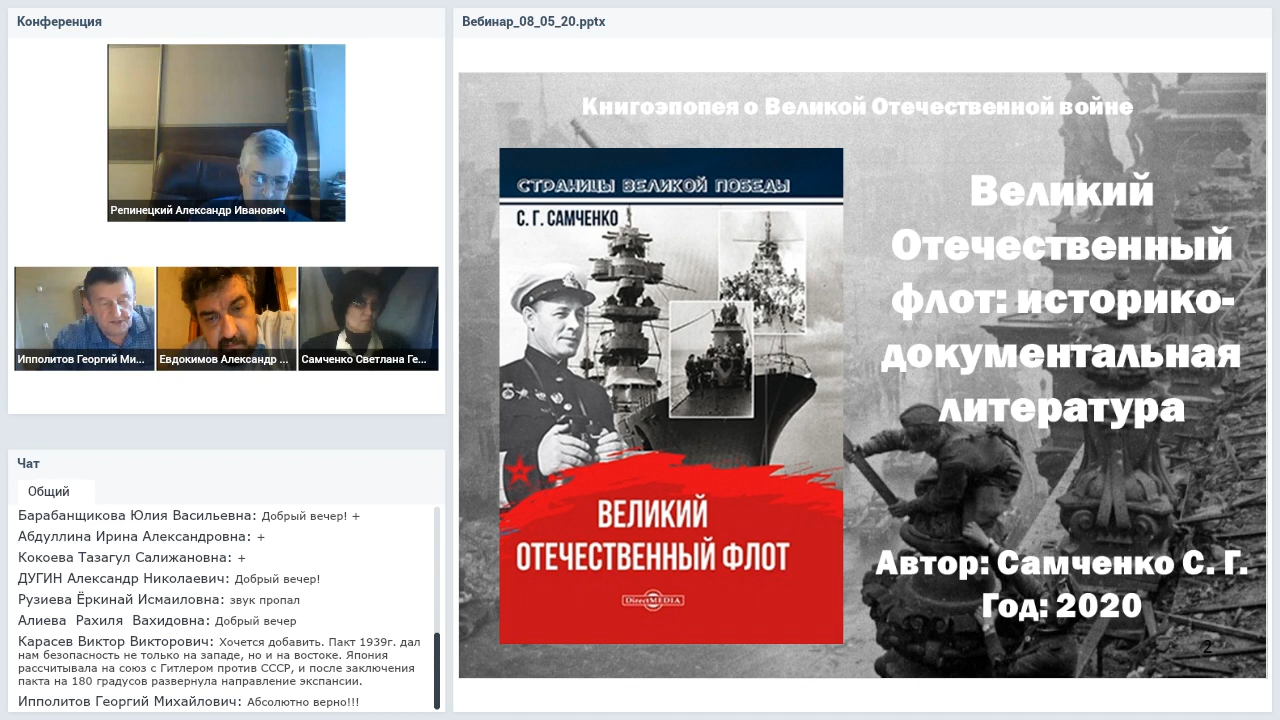 Конференция
Репинецкий Александр Иванович
Ипполитов Георгий Ми...
Евдокимов Александр ...
Самченко Светлана Ге...
Чат
Общий
Барабанщикова Юлия Васильевна: Добрый вечер! +
Абдуллина Ирина Александровна: +
Кокоева Тазагул Салижановна: +
ДУГИН Александр Николаевич: Добрый вечер!
Рузиева Ёркинай Исмаиловна: звук пропал
Алиева Рахиля Вахидовна: Добрый вечер
Карасев Виктор Викторович: Хочется добавить. Пакт 1939г. дал
нам безопасность не только на западе, но и на востоке. Япония
рассчитывала на союз с Гитлером против СССР, и после заключения
пакта на 180 градусов развернула направление экспансии.
Ипполитов Георгий Михайлович: Абсолютно верно!!!
Вебинар_08_05_20.pptx
Книгоэпопея о Великой Отечественной войне
СТРАНИЦЫ ВЕЛИКОЙ ПОБЕДЫ
С. Г. САМЧЕНКО
ВЕЛИКИЙ
ОТЕЧЕСТВЕННЫЙ ФЛОТ
DirectMEDIA
Великий
Отечественный
флот: историко-
документальная
литература
Автор: Самченко С. Г.
Год: 2020
2